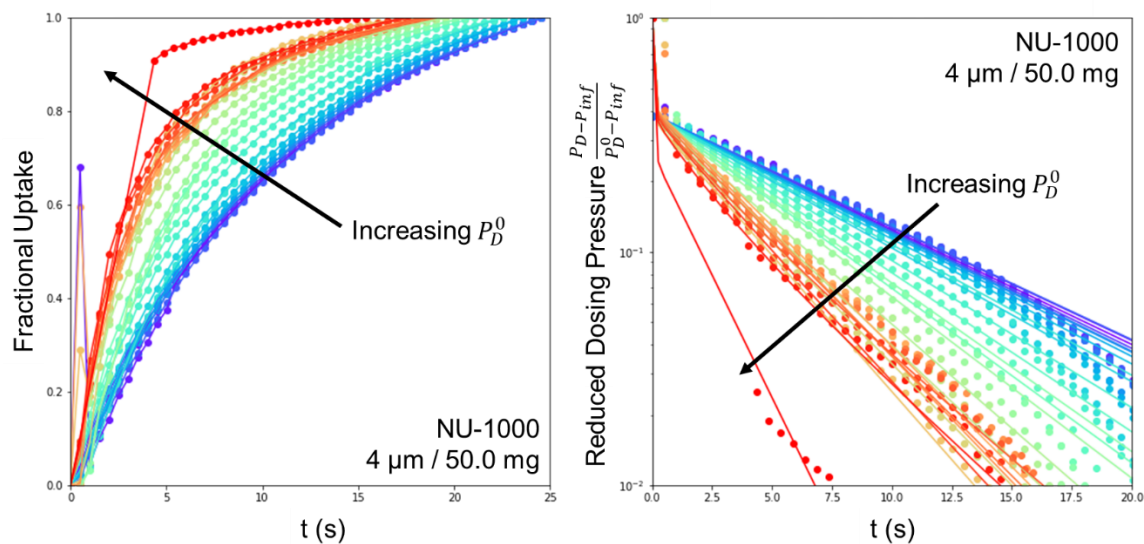 Fractional Uptake
1.0
0.8
0.6
0.4
0.2
0.0
Increasing P_D^0
NU-1000
4 µm / 50.0 mg
0 5 10 15 20 25
t (s)
Reduced Dosing Pressure (P_D−P_inf)/(P_D^0−P_inf)
10^0
10^−1
10^−2
NU-1000
4 µm / 50.0 mg
Increasing P_D^0
0.0 2.5 5.0 7.5 10.0 12.5 15.0 17.5 20.0
t (s)